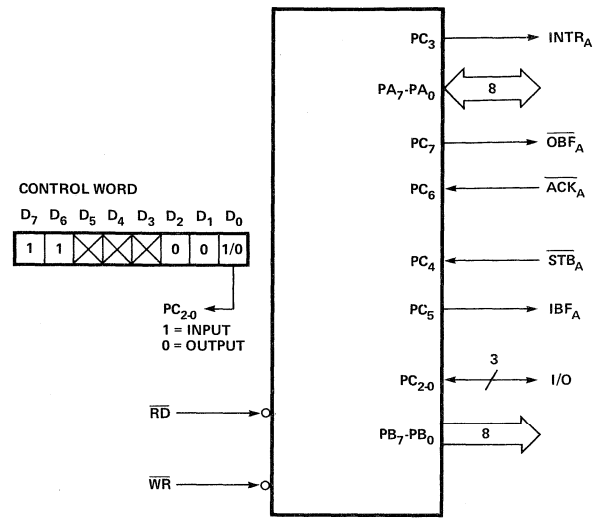 PC3 INTRA
PA7-PA0 8
PC7 OBFA
CONTROL WORD
PC6 ACKA
D7 D6 D5 D4 D3 D2 D1 D0
1 1 0 0 1/0
PC4 STBA
PC2-0
1 = INPUT
0 = OUTPUT
PC5 IBFA
3
PC2-0 I/O
RD
PB7-PB0 8
WR